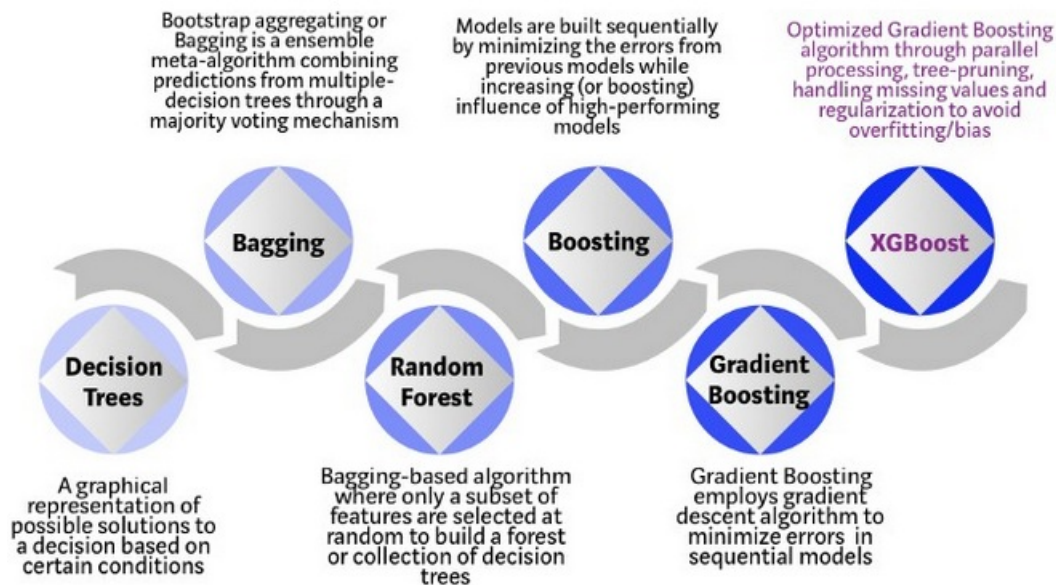 Bootstrap aggregating or
Bagging is a ensemble
meta-algorithm combining
predictions from multiple-
decision trees through a
majority voting mechanism
Models are built sequentially
by minimizing the errors from
previous models while
increasing (or boosting)
influence of high-performing
models
Optimized Gradient Boosting
algorithm through parallel
processing, tree-pruning,
handling missing values and
regularization to avoid
overfitting/bias
Bagging
Boosting
XGBoost
Decision
Trees
Random
Forest
Gradient
Boosting
A graphical
representation of
possible solutions to
a decision based on
certain conditions
Bagging-based algorithm
where only a subset of
features are selected at
random to build a forest
or collection of decision
trees
Gradient Boosting
employs gradient
descent algorithm to
minimize errors in
sequential models